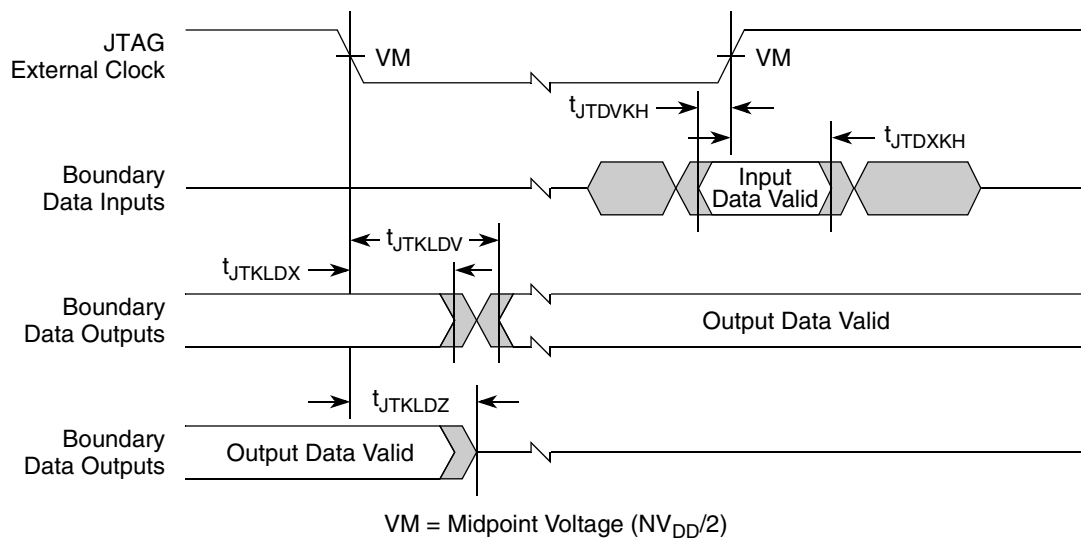 JTAG
External Clock
VM
VM
tJTDVKH
tJTDXKH
Boundary
Data Inputs
Input
Data Valid
tJTKLDV
tJTKLDX
Boundary
Data Outputs
Output Data Valid
tJTKLDZ
Boundary
Data Outputs
Output Data Valid
VM = Midpoint Voltage (NVDD/2)